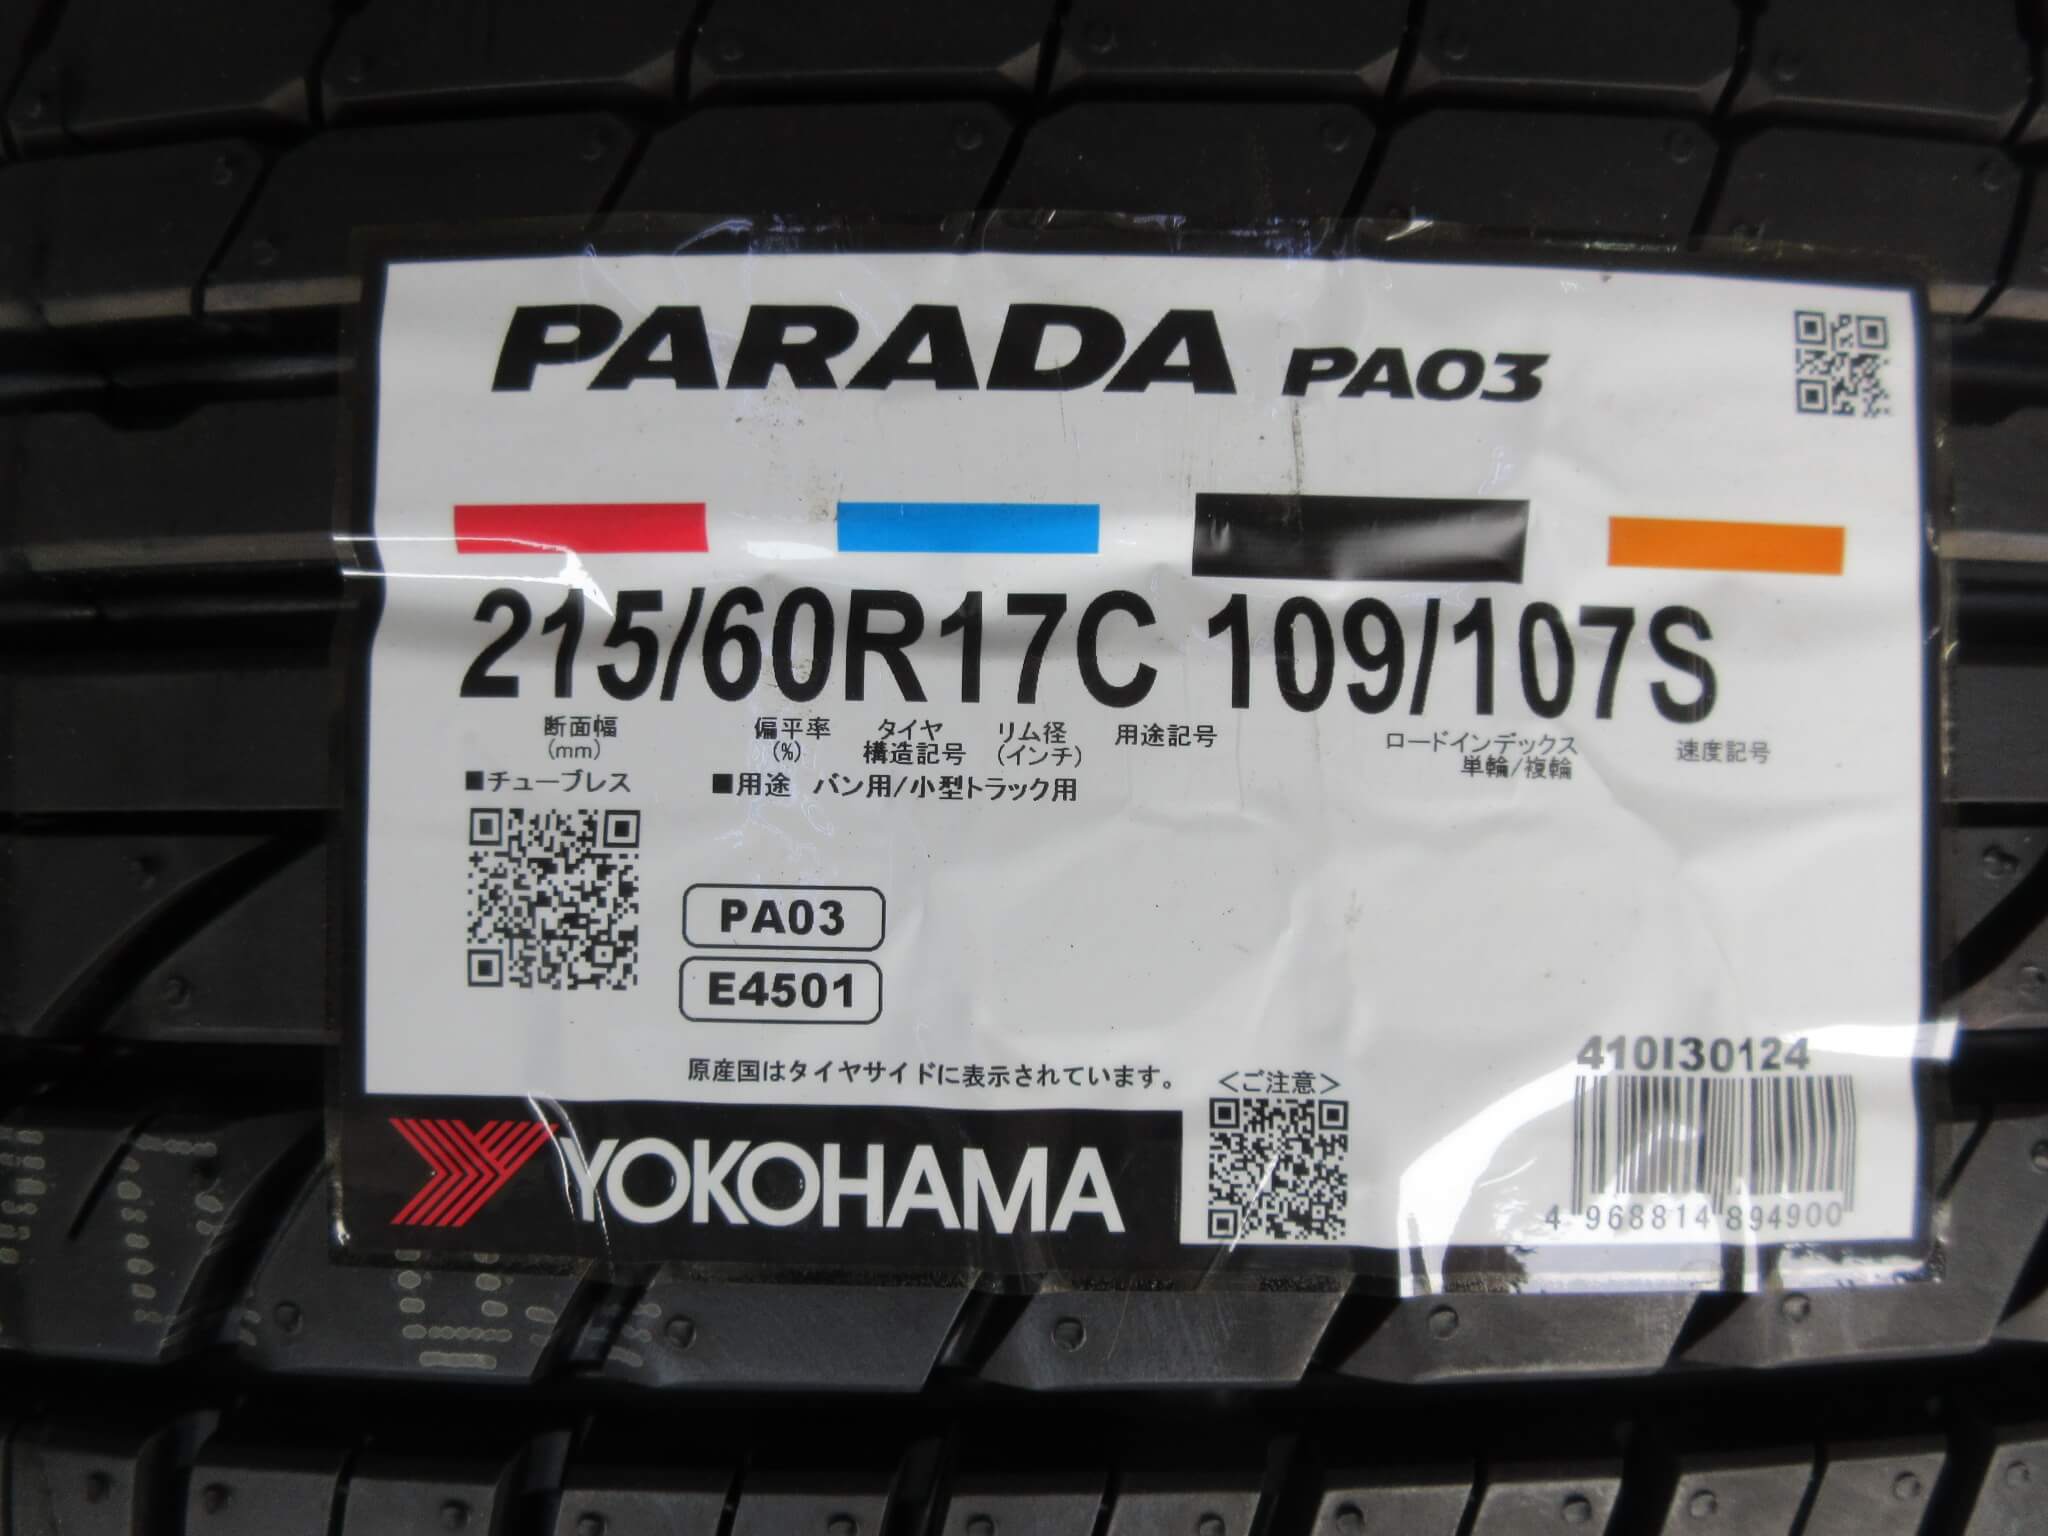 PARADA PA03
215/60R17C 109/107S
断面幅 偏平率 タイヤ リム径 用途記号 ロードインデックス 速度記号
(mm) (%) 構造記号 (インチ) 単輪/複輪
■チューブレス ■用途 バン用/小型トラック用
PA03
E4501
原産国はタイヤサイドに表示されています。
<ご注意>
410I30124
YOKOHAMA
4 968814 894900